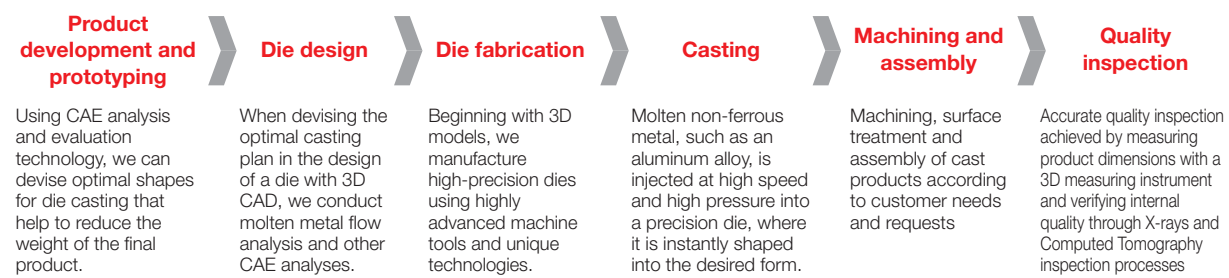 Product
development and
prototyping
Using CAE analysis
and evaluation
technology, we can
devise optimal shapes
for die casting that
help to reduce the
weight of the final
product.
Die design
When devising the
optimal casting
plan in the design
of a die with 3D
CAD, we conduct
molten metal flow
analysis and other
CAE analyses.
Die fabrication
Beginning with 3D
models, we
manufacture
high-precision dies
using highly
advanced machine
tools and unique
technologies.
Casting
Molten non-ferrous
metal, such as an
aluminum alloy, is
injected at high speed
and high pressure into
a precision die, where
it is instantly shaped
into the desired form.
Machining and
assembly
Machining, surface
treatment and
assembly of cast
products according
to customer needs
and requests
Quality
inspection
Accurate quality inspection
achieved by measuring
product dimensions with a
3D measuring instrument
and verifying internal
quality through X-rays and
Computed Tomography
inspection processes